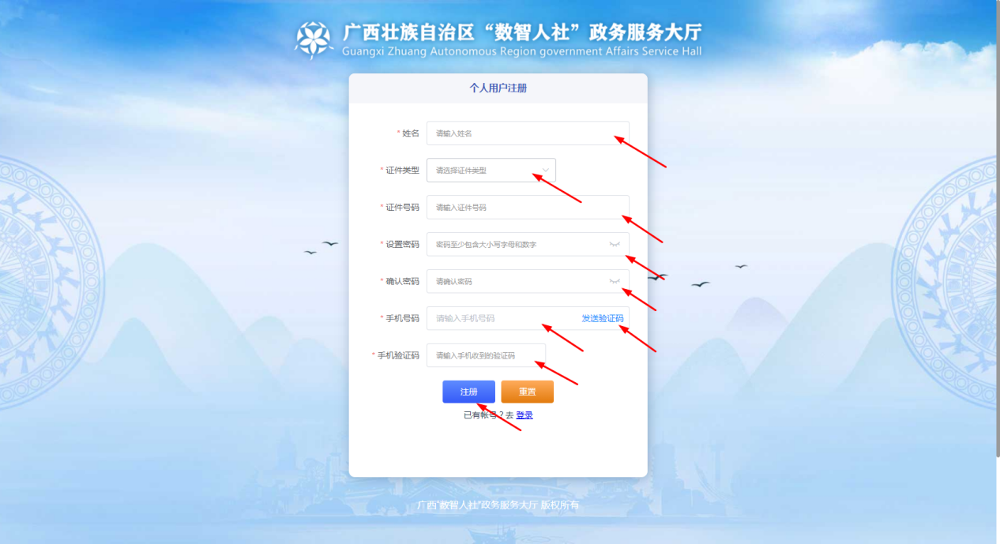 广西壮族自治区“数智人社”政务服务大厅
Guangxi Zhuang Autonomous Region government Affairs Service Hall
个人用户注册
* 姓名 请输入姓名
* 证件类型 请选择证件类型
* 证件号码 请输入证件号码
* 设置密码 密码至少包含大小写字母和数字
* 确认密码 请确认密码
* 手机号码 请输入手机号码 发送验证码
* 手机验证码 请输入手机收到的验证码
注册 重置
已有帐号？去 登录
广西“数智人社”政务服务大厅 版权所有